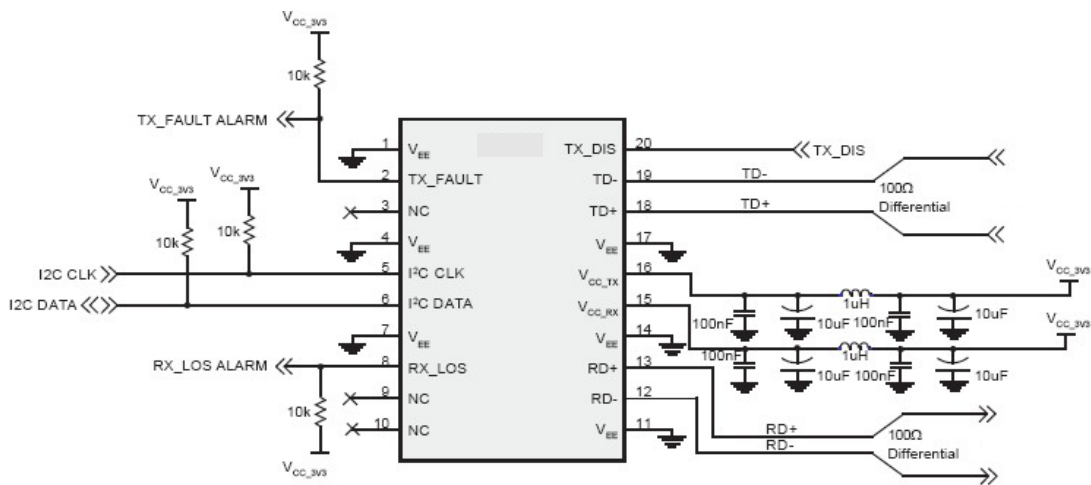 VCC_3V3
10k
TX_FAULT ALARM
VCC_3V3
VCC_3V3
10k
10k
I2C CLK
I2C DATA
RX_LOS ALARM
10k
VCC_3V3
1
VEE
2
TX_FAULT
3
NC
4
VEE
5
I²C CLK
6
I²C DATA
7
VEE
8
RX_LOS
9
NC
10
NC
TX_DIS
20
TX_DIS
TD-
19
TD-
TD+
18
TD+
100Ω
Differential
VEE
17
VCC_TX
16
VCC_3V3
100nF
10uF
1uH
100nF
10uF
VCC_RX
15
VCC_3V3
100nF
10uF
1uH
100nF
10uF
VEE
14
RD+
13
RD-
12
VEE
11
RD+
RD-
100Ω
Differential